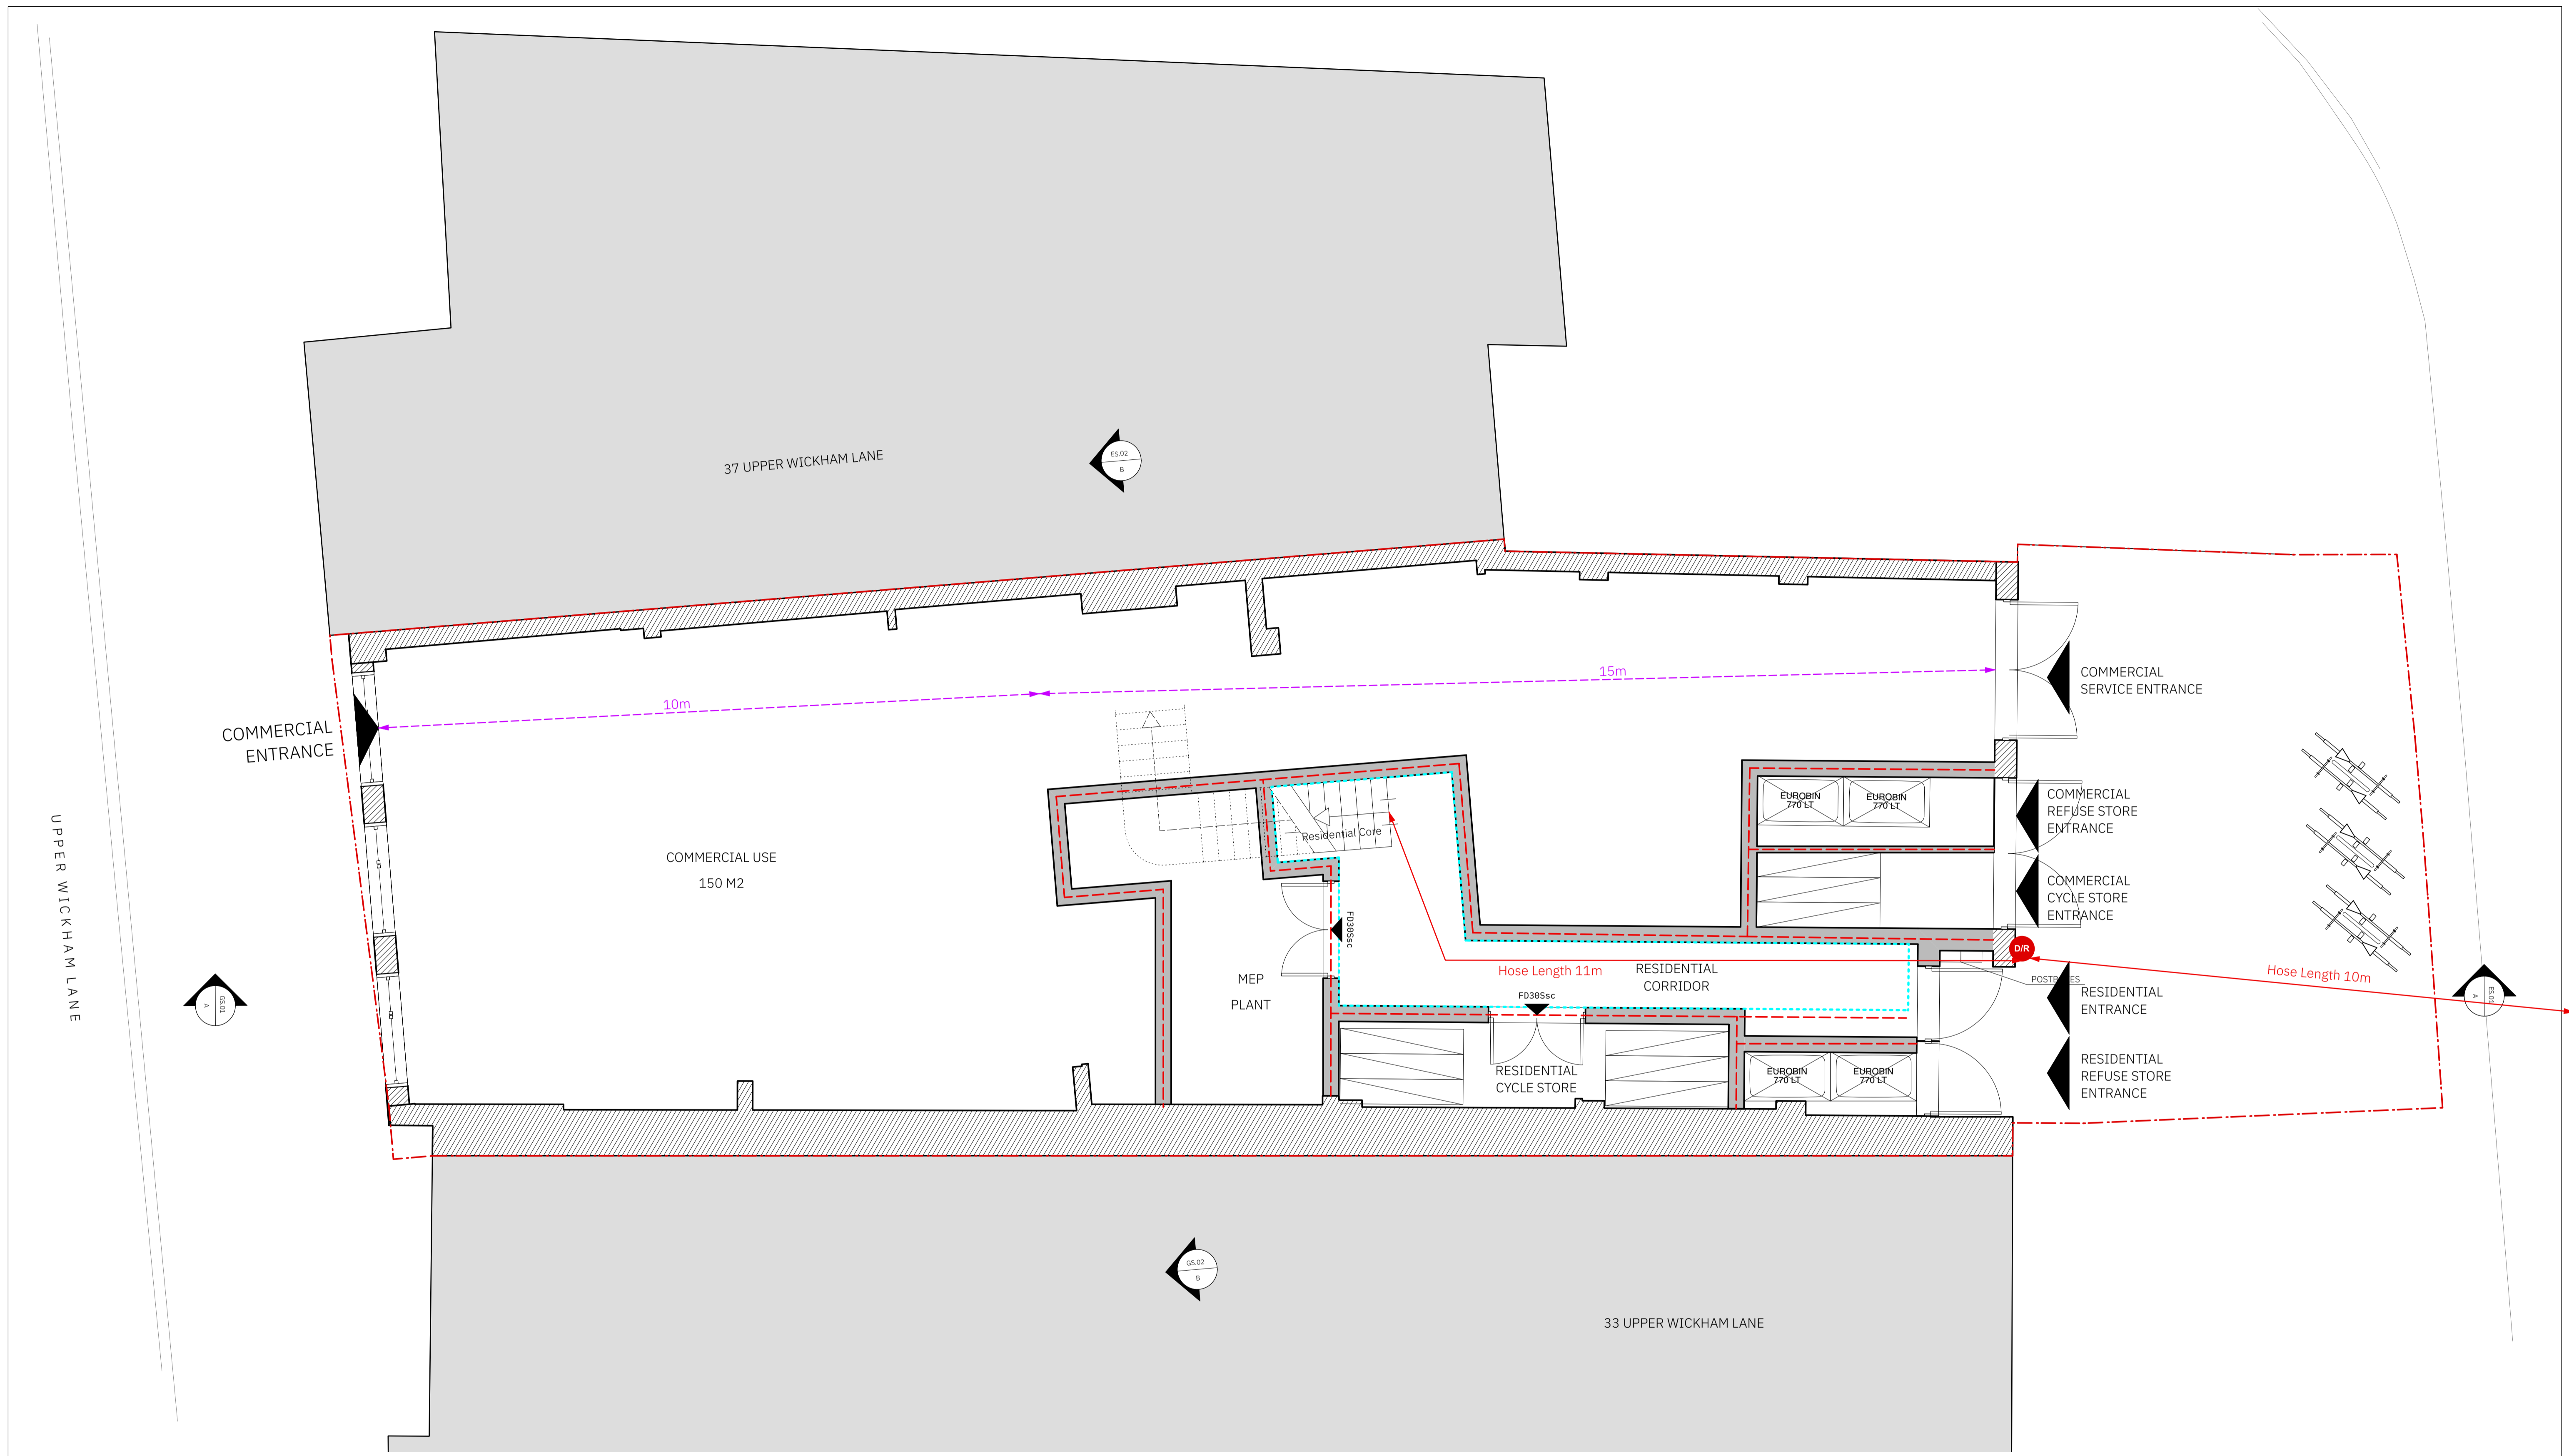 37 UPPER WICKHAM LANE
ES.02
B
10m
15m
COMMERCIAL
ENTRANCE
COMMERCIAL
SERVICE ENTRANCE
EUROBIN
770 LT
EUROBIN
770 LT
COMMERCIAL
REFUSE STORE
ENTRANCE
Residential Core
COMMERCIAL USE
150 M2
COMMERCIAL
CYCLE STORE
ENTRANCE
UPPER WICKHAM LANE
FD30Ssc
D/R
Hose Length 11m
RESIDENTIAL
CORRIDOR
Hose Length 10m
MEP
PLANT
FD30Ssc
RESIDENTIAL
ENTRANCE
GS.01
A
A
RESIDENTIAL
CYCLE STORE
EUROBIN
770 LT
EUROBIN
770 LT
RESIDENTIAL
REFUSE STORE
ENTRANCE
GS.02
B
33 UPPER WICKHAM LANE